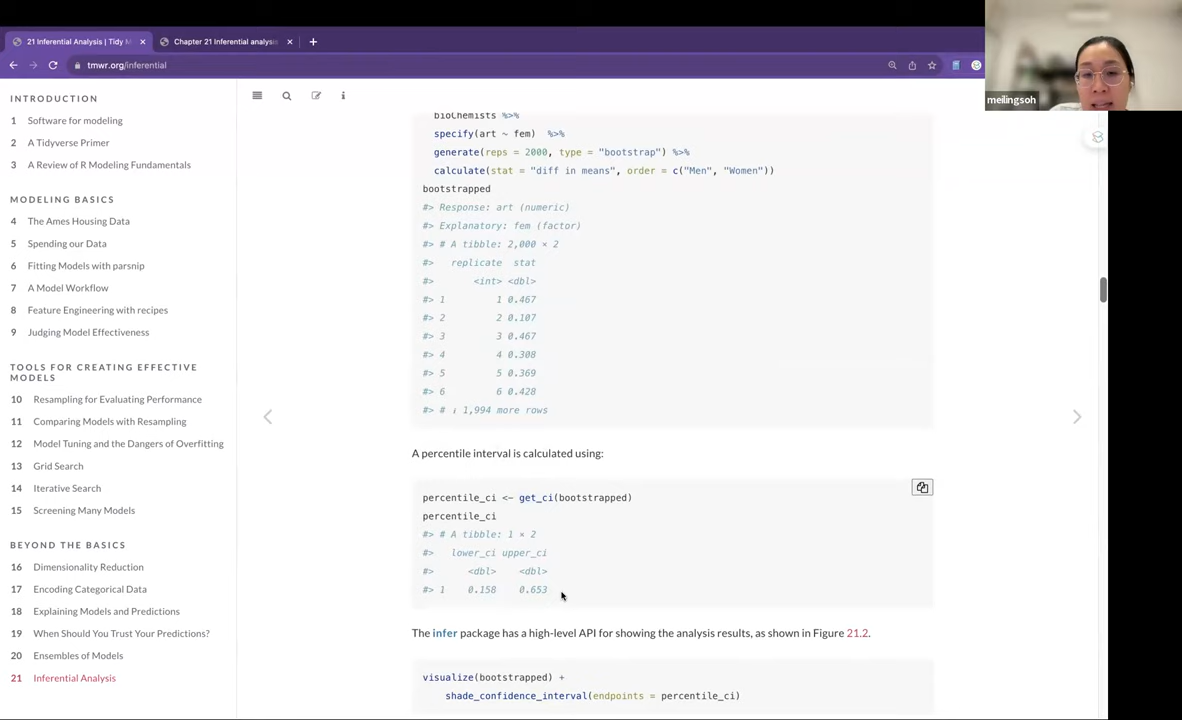 21 Inferential Analysis | Tidy M
Chapter 21 Inferential analysis
tmwr.org/inferential
meilingsoh
INTRODUCTION
1 Software for modeling
2 A Tidyverse Primer
3 A Review of R Modeling Fundamentals
MODELING BASICS
4 The Ames Housing Data
5 Spending our Data
6 Fitting Models with parsnip
7 A Model Workflow
8 Feature Engineering with recipes
9 Judging Model Effectiveness
TOOLS FOR CREATING EFFECTIVE
MODELS
10 Resampling for Evaluating Performance
11 Comparing Models with Resampling
12 Model Tuning and the Dangers of Overfitting
13 Grid Search
14 Iterative Search
15 Screening Many Models
BEYOND THE BASICS
16 Dimensionality Reduction
17 Encoding Categorical Data
18 Explaining Models and Predictions
19 When Should You Trust Your Predictions?
20 Ensembles of Models
21 Inferential Analysis
bioChemists %>%
specify(art ~ fem) %>%
generate(reps = 2000, type = "bootstrap") %>%
calculate(stat = "diff in means", order = c("Men", "Women"))
bootstrapped
#> Response: art (numeric)
#> Explanatory: fem (factor)
#> # A tibble: 2,000 × 2
#> replicate stat
#> <int> <dbl>
#> 1 1 0.467
#> 2 2 0.107
#> 3 3 0.467
#> 4 4 0.308
#> 5 5 0.369
#> 6 6 0.428
#> # ℹ 1,994 more rows
A percentile interval is calculated using:
percentile_ci <- get_ci(bootstrapped)
percentile_ci
#> # A tibble: 1 × 2
#> lower_ci upper_ci
#> <dbl> <dbl>
#> 1 0.158 0.653
The infer package has a high-level API for showing the analysis results, as shown in Figure 21.2.
visualize(bootstrapped) +
shade_confidence_interval(endpoints = percentile_ci)